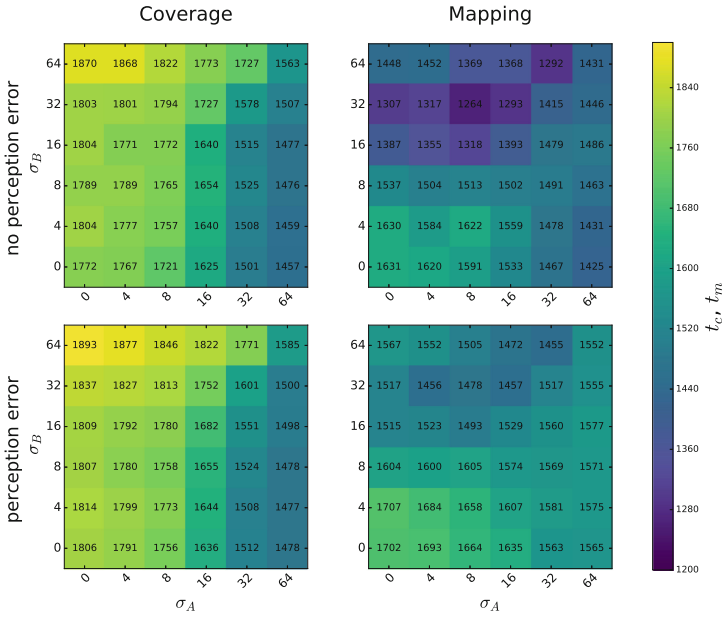 Coverage Mapping
no perception error
σB
64 1870 1868 1822 1773 1727 1563 64 1448 1452 1369 1368 1292 1431
32 1803 1801 1794 1727 1578 1507 32 1307 1317 1264 1293 1415 1446
16 1804 1771 1772 1640 1515 1477 16 1387 1355 1318 1393 1479 1486
8 1789 1789 1765 1654 1525 1476 8 1537 1504 1513 1502 1491 1463
4 1804 1777 1757 1640 1508 1459 4 1630 1584 1622 1559 1478 1431
0 1772 1767 1721 1625 1501 1457 0 1631 1620 1591 1533 1467 1425
0 4 8 16 32 64 0 4 8 16 32 64
perception error
σB
64 1893 1877 1846 1822 1771 1585 64 1567 1552 1505 1472 1455 1552
32 1837 1827 1813 1752 1601 1500 32 1517 1456 1478 1457 1517 1555
16 1809 1792 1780 1682 1551 1498 16 1515 1523 1493 1529 1560 1577
8 1807 1780 1758 1655 1524 1478 8 1604 1600 1605 1574 1569 1571
4 1814 1799 1773 1644 1508 1477 4 1707 1684 1658 1607 1581 1575
0 1806 1791 1756 1636 1512 1478 0 1702 1693 1664 1635 1563 1565
0 4 8 16 32 64 0 4 8 16 32 64
σA σA
1840
1760
1680
1600
1520
1440
1360
1280
1200
tc, tm